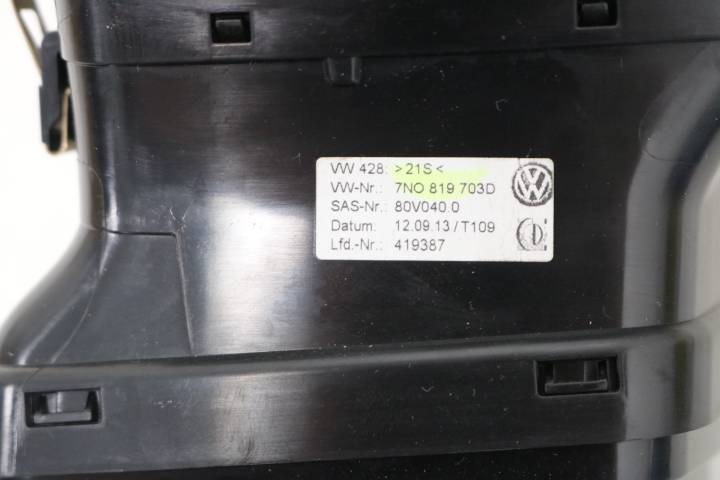 VW 428: >21S<
VW-Nr.: 7N0 819 703D
SAS-Nr.: 80V040.0
Datum: 12.09.13 / T109
Lfd.-Nr.: 419387